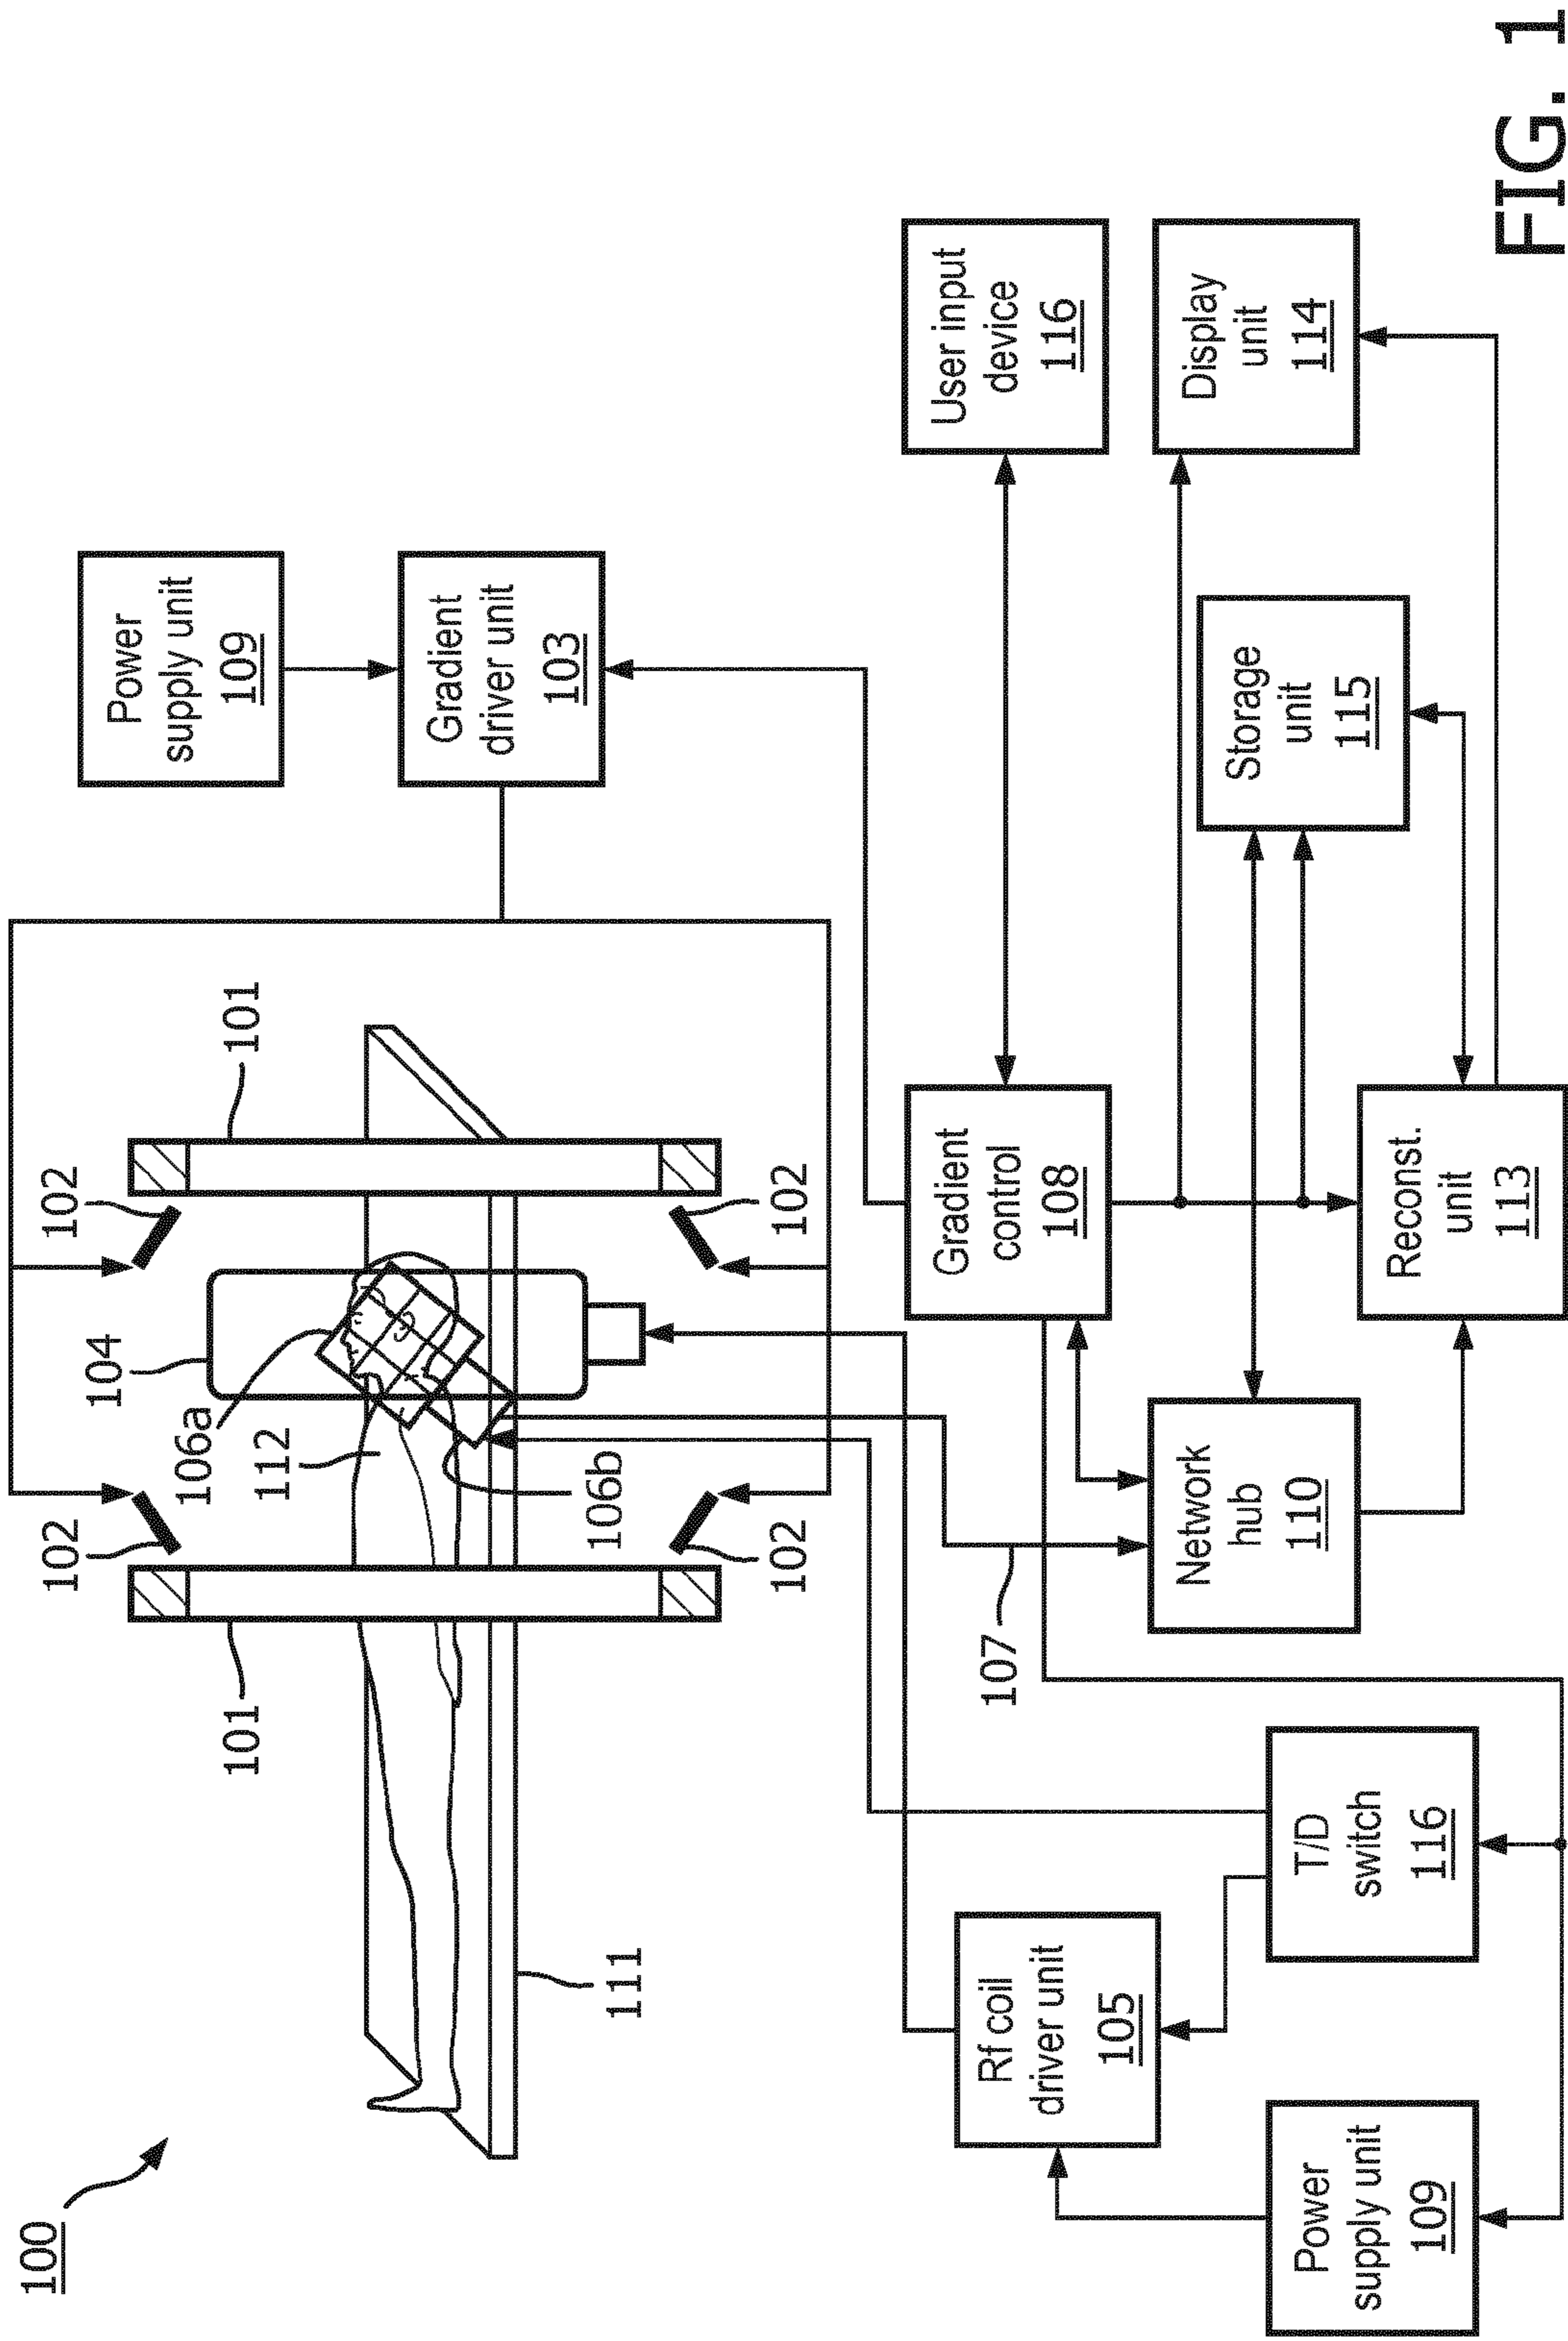 100
101
101
102
102
102
102
104
106a
112
106b
111
107
Power
supply unit
109
Gradient
driver unit
103
User input
device
116
Display
unit
114
Storage
unit
115
Gradient
control
108
Reconst.
unit
113
Network
hub
110
T/D
switch
116
Rf coil
driver unit
105
Power
supply unit
109
FIG. 1